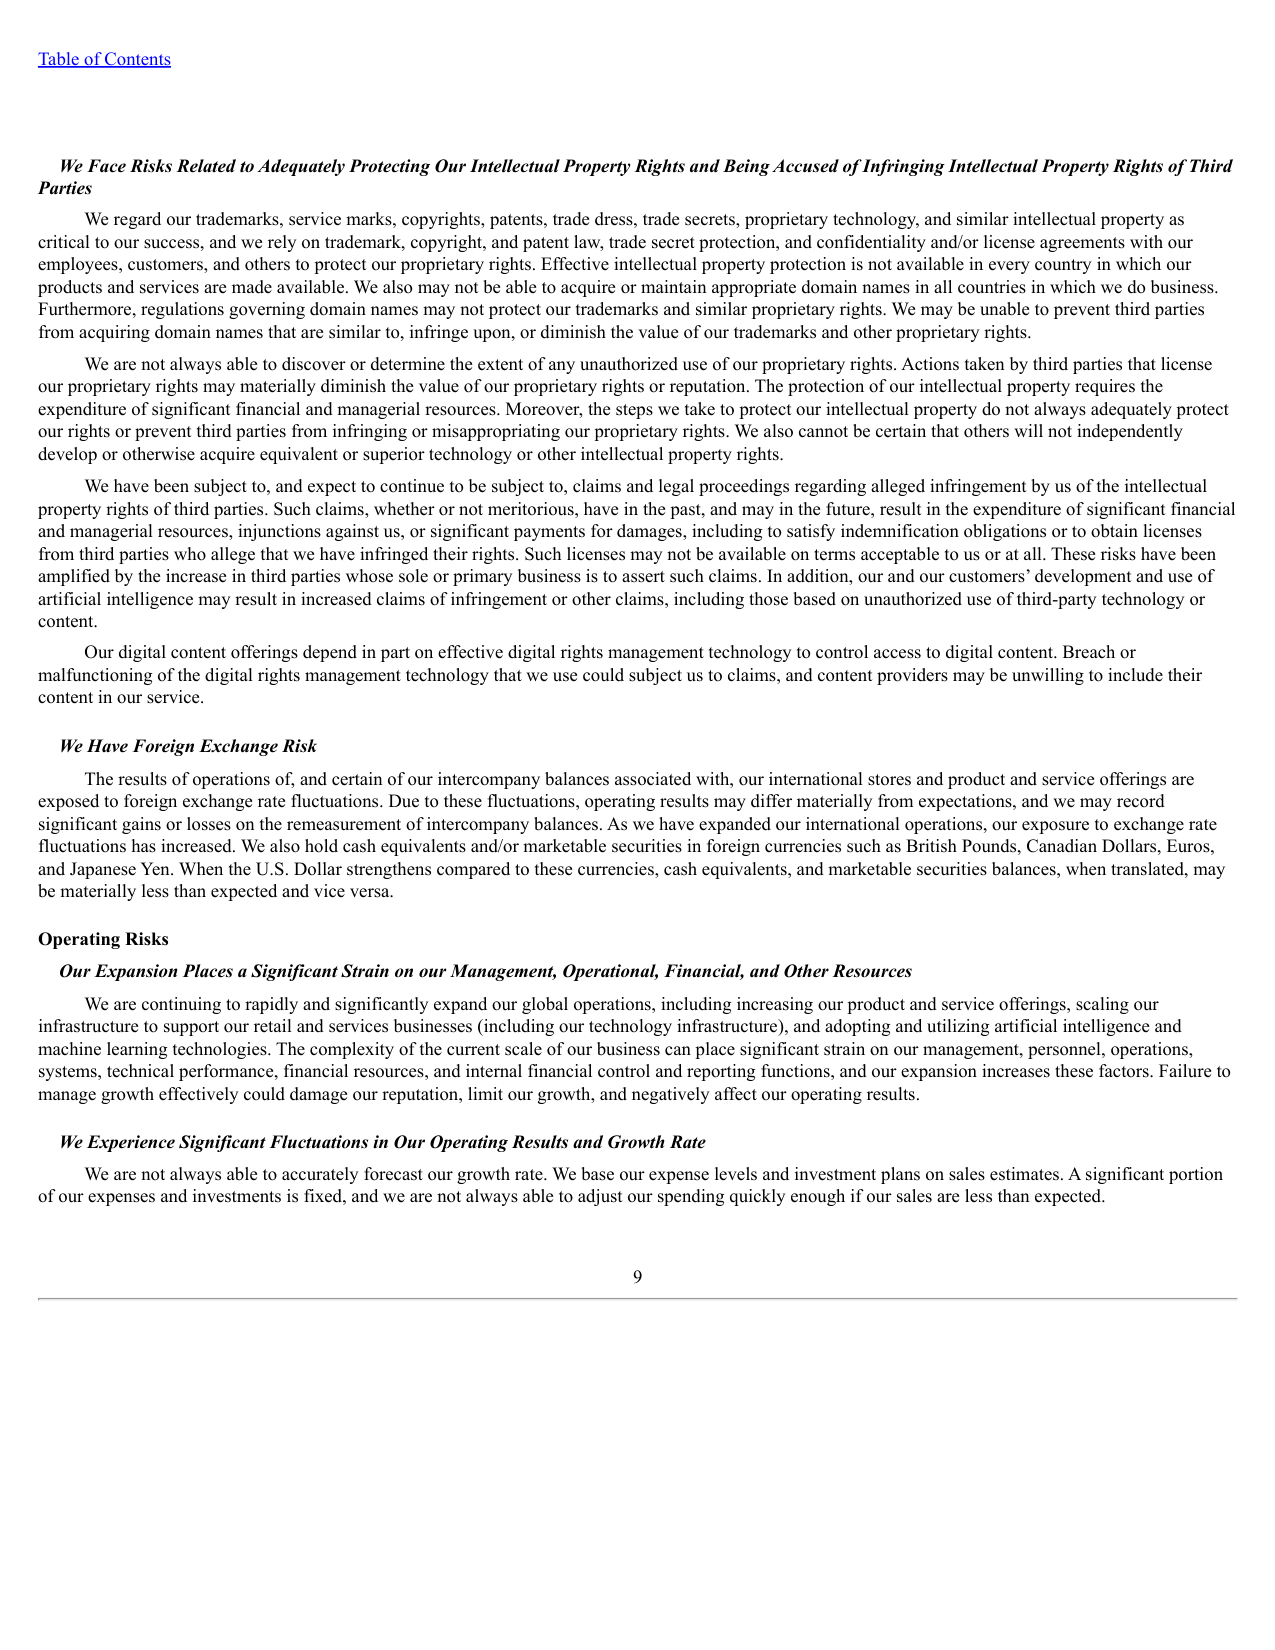 Table of Contents
We Face Risks Related to Adequately Protecting Our Intellectual Property Rights and Being Accused of Infringing Intellectual Property Rights of Third
Parties
We regard our trademarks, service marks, copyrights, patents, trade dress, trade secrets, proprietary technology, and similar intellectual property as
critical to our success, and we rely on trademark, copyright, and patent law, trade secret protection, and confidentiality and/or license agreements with our
employees, customers, and others to protect our proprietary rights. Effective intellectual property protection is not available in every country in which our
products and services are made available. We also may not be able to acquire or maintain appropriate domain names in all countries in which we do business.
Furthermore, regulations governing domain names may not protect our trademarks and similar proprietary rights. We may be unable to prevent third parties
from acquiring domain names that are similar to, infringe upon, or diminish the value of our trademarks and other proprietary rights.
We are not always able to discover or determine the extent of any unauthorized use of our proprietary rights. Actions taken by third parties that license
our proprietary rights may materially diminish the value of our proprietary rights or reputation. The protection of our intellectual property requires the
expenditure of significant financial and managerial resources. Moreover, the steps we take to protect our intellectual property do not always adequately protect
our rights or prevent third parties from infringing or misappropriating our proprietary rights. We also cannot be certain that others will not independently
develop or otherwise acquire equivalent or superior technology or other intellectual property rights.
We have been subject to, and expect to continue to be subject to, claims and legal proceedings regarding alleged infringement by us of the intellectual
property rights of third parties. Such claims, whether or not meritorious, have in the past, and may in the future, result in the expenditure of significant financial
and managerial resources, injunctions against us, or significant payments for damages, including to satisfy indemnification obligations or to obtain licenses
from third parties who allege that we have infringed their rights. Such licenses may not be available on terms acceptable to us or at all. These risks have been
amplified by the increase in third parties whose sole or primary business is to assert such claims. In addition, our and our customers’ development and use of
artificial intelligence may result in increased claims of infringement or other claims, including those based on unauthorized use of third-party technology or
content.
Our digital content offerings depend in part on effective digital rights management technology to control access to digital content. Breach or
malfunctioning of the digital rights management technology that we use could subject us to claims, and content providers may be unwilling to include their
content in our service.
We Have Foreign Exchange Risk
The results of operations of, and certain of our intercompany balances associated with, our international stores and product and service offerings are
exposed to foreign exchange rate fluctuations. Due to these fluctuations, operating results may differ materially from expectations, and we may record
significant gains or losses on the remeasurement of intercompany balances. As we have expanded our international operations, our exposure to exchange rate
fluctuations has increased. We also hold cash equivalents and/or marketable securities in foreign currencies such as British Pounds, Canadian Dollars, Euros,
and Japanese Yen. When the U.S. Dollar strengthens compared to these currencies, cash equivalents, and marketable securities balances, when translated, may
be materially less than expected and vice versa.
Operating Risks
Our Expansion Places a Significant Strain on our Management, Operational, Financial, and Other Resources
We are continuing to rapidly and significantly expand our global operations, including increasing our product and service offerings, scaling our
infrastructure to support our retail and services businesses (including our technology infrastructure), and adopting and utilizing artificial intelligence and
machine learning technologies. The complexity of the current scale of our business can place significant strain on our management, personnel, operations,
systems, technical performance, financial resources, and internal financial control and reporting functions, and our expansion increases these factors. Failure to
manage growth effectively could damage our reputation, limit our growth, and negatively affect our operating results.
We Experience Significant Fluctuations in Our Operating Results and Growth Rate
We are not always able to accurately forecast our growth rate. We base our expense levels and investment plans on sales estimates. A significant portion
of our expenses and investments is fixed, and we are not always able to adjust our spending quickly enough if our sales are less than expected.
9